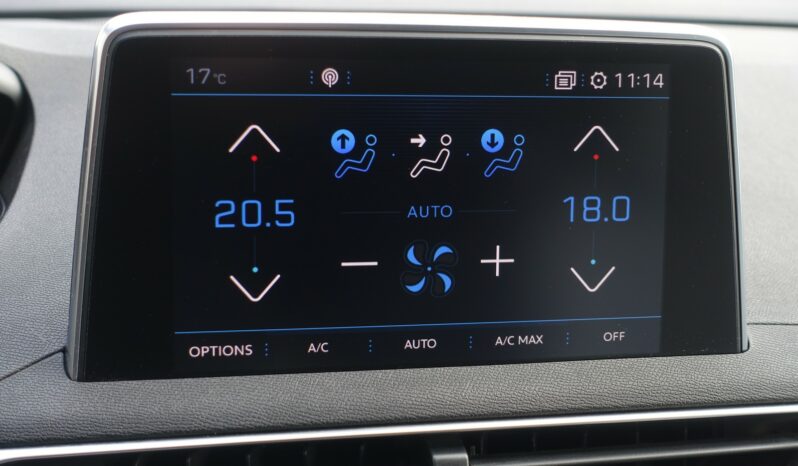 17°C 11:14
20.5 18.0
AUTO
OPTIONS A/C AUTO A/C MAX OFF